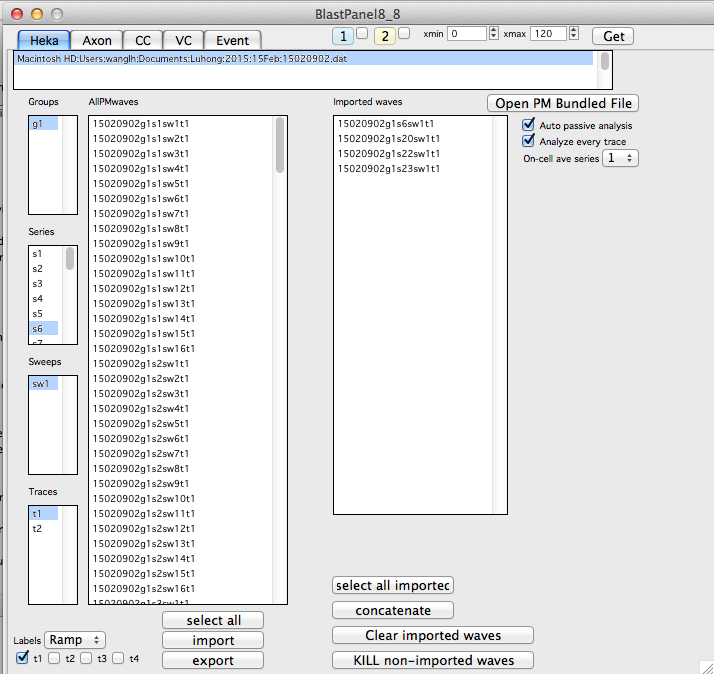 BlastPanel8_8
Heka Axon CC VC Event 1 2 xmin 0 xmax 120 Get
Macintosh HD:Users:wanglh:Documents:Luhong:2015:15Feb:15020902.dat
Groups AllPMwaves Imported waves Open PM Bundled File
Auto passive analysis
Analyze every trace
On-cell ave series 1
g1
Series
s1
s2
s3
s4
s5
s6
s7
Sweeps
sw1
Traces
t1
t2
15020902g1s1sw1t1
15020902g1s1sw2t1
15020902g1s1sw3t1
15020902g1s1sw4t1
15020902g1s1sw5t1
15020902g1s1sw6t1
15020902g1s1sw7t1
15020902g1s1sw8t1
15020902g1s1sw9t1
15020902g1s1sw10t1
15020902g1s1sw11t1
15020902g1s1sw12t1
15020902g1s1sw13t1
15020902g1s1sw14t1
15020902g1s1sw15t1
15020902g1s1sw16t1
15020902g1s2sw1t1
15020902g1s2sw2t1
15020902g1s2sw3t1
15020902g1s2sw4t1
15020902g1s2sw5t1
15020902g1s2sw6t1
15020902g1s2sw7t1
15020902g1s2sw8t1
15020902g1s2sw9t1
15020902g1s2sw10t1
15020902g1s2sw11t1
15020902g1s2sw12t1
15020902g1s2sw13t1
15020902g1s2sw14t1
15020902g1s2sw15t1
15020902g1s2sw16t1
15020902g1s3sw1t1
15020902g1s6sw1t1
15020902g1s20sw1t1
15020902g1s22sw1t1
15020902g1s23sw1t1
select all
import
export
Labels Ramp
t1 t2 t3 t4
select all importec
concatenate
Clear imported waves
KILL non-imported waves